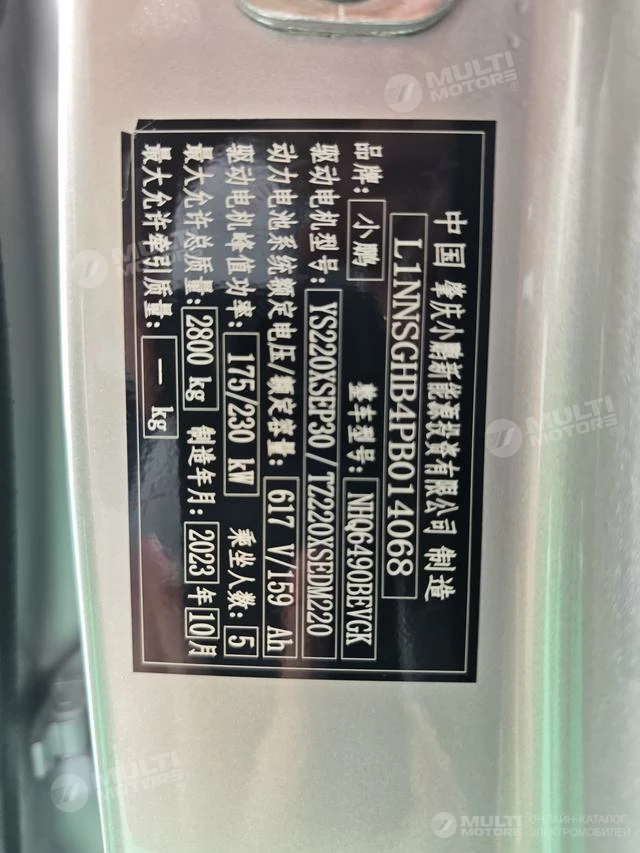 中国 肇庆小鹏新能源投资有限公司 制造
L1NNSGHB4PB014068
品牌: 小鹏 整车型号: NHQ6490BEVGK
驱动电机型号: YS220XSEP30 / TZ220XSEDM220
动力电池系统额定电压/额定容量: 617 V/159 Ah
驱动电机峰值功率: 175/230 kW 乘坐人数: 5
最大允许总质量: 2800 kg 制造年月: 2023 年 10 月
最大允许牵引质量: — kg
MULTI MOTORS®
MULTI MOTORS
MULTI MOTORS
MULTI MOTORS
MULTI MOTORS ОНЛАЙН-КАТАЛОГ ЭЛЕКТРОМОБИЛЕЙ